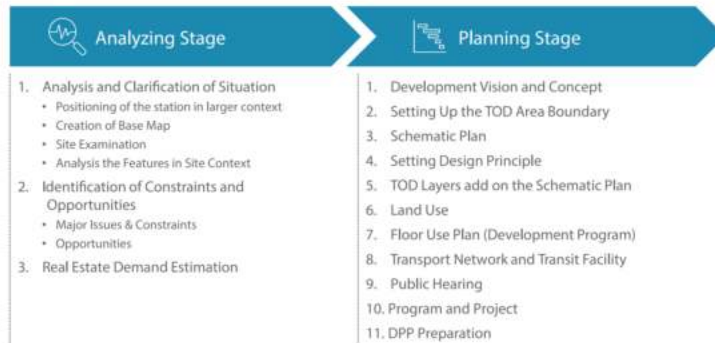 Analyzing Stage
1. Analysis and Clarification of Situation
• Positioning of the station in larger context
• Creation of Base Map
• Site Examination
• Analysis the Features in Site Context
2. Identification of Constraints and
Opportunities
• Major Issues & Constraints
• Opportunities
3. Real Estate Demand Estimation
Planning Stage
1. Development Vision and Concept
2. Setting Up the TOD Area Boundary
3. Schematic Plan
4. Setting Design Principle
5. TOD Layers add on the Schematic Plan
6. Land Use
7. Floor Use Plan (Development Program)
8. Transport Network and Transit Facility
9. Public Hearing
10. Program and Project
11. DPP Preparation